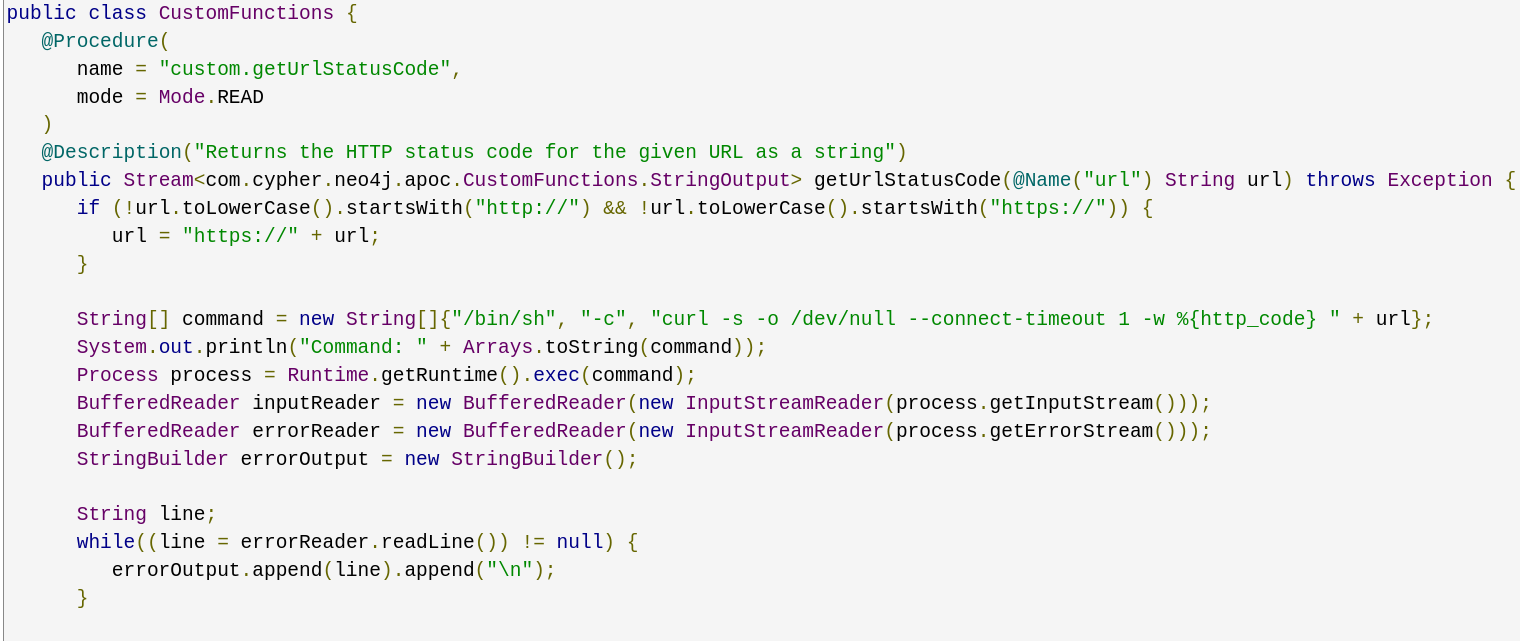 public class CustomFunctions {
   @Procedure(
      name = "custom.getUrlStatusCode",
      mode = Mode.READ
   )
   @Description("Returns the HTTP status code for the given URL as a string")
   public Stream<com.cypher.neo4j.apoc.CustomFunctions.StringOutput> getUrlStatusCode(@Name("url") String url) throws Exception {
      if (!url.toLowerCase().startsWith("http://") && !url.toLowerCase().startsWith("https://")) {
         url = "https://" + url;
      }

      String[] command = new String[]{"/bin/sh", "-c", "curl -s -o /dev/null --connect-timeout 1 -w %{http_code} " + url};
      System.out.println("Command: " + Arrays.toString(command));
      Process process = Runtime.getRuntime().exec(command);
      BufferedReader inputReader = new BufferedReader(new InputStreamReader(process.getInputStream()));
      BufferedReader errorReader = new BufferedReader(new InputStreamReader(process.getErrorStream()));
      StringBuilder errorOutput = new StringBuilder();

      String line;
      while((line = errorReader.readLine()) != null) {
         errorOutput.append(line).append("\n");
      }